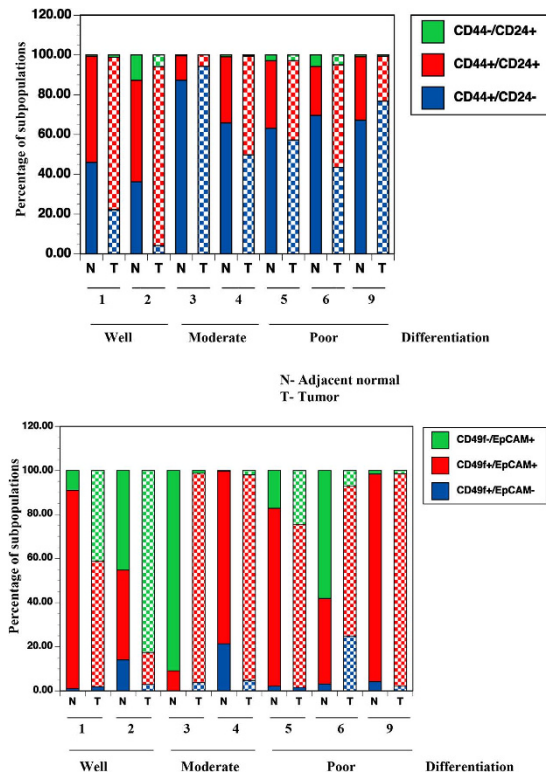 120.00
100.00
80.00
60.00
40.00
20.00
0.00
Percentage of subpopulations
CD44-/CD24+
CD44+/CD24+
CD44+/CD24-
N T N T N T N T N T N T N T
1 2 3 4 5 6 9
Well Moderate Poor Differentiation
N- Adjacent normal
T- Tumor
120.00
100.00
80.00
60.00
40.00
20.00
0.00
Percentage of subpopulations
CD49f-/EpCAM+
CD49f+/EpCAM+
CD49f+/EpCAM-
N T N T N T N T N T N T N T
1 2 3 4 5 6 9
Well Moderate Poor Differentiation